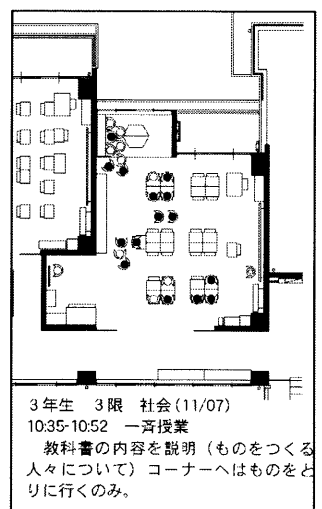 3年生　3限　社会(11/07)
10:35-10:52　一斉授業
　教科書の内容を説明（ものをつくる
人々について）コーナーへはものをと
りに行くのみ。